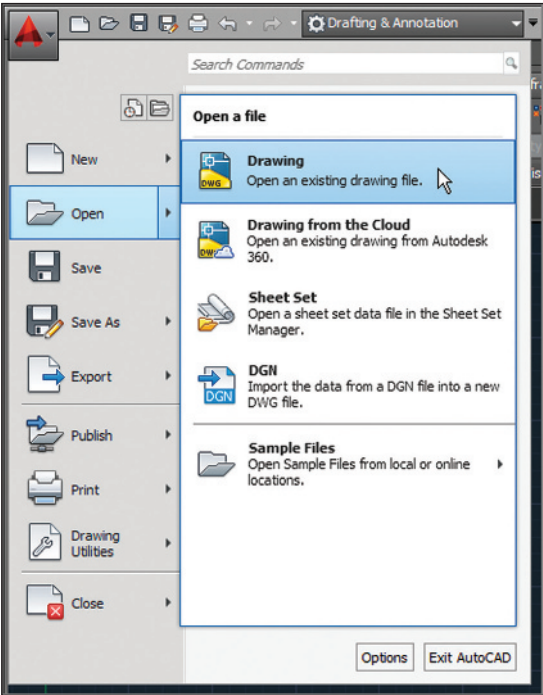 Drafting & Annotation
Search Commands
Open a file
New
Open
Save
Save As
Export
Publish
Print
Drawing
Utilities
Close
Drawing
Open an existing drawing file.
DWG
Drawing from the Cloud
Open an existing drawing from Autodesk
360.
Sheet Set
Open a sheet set data file in the Sheet Set
Manager.
DGN
Import the data from a DGN file into a new
DWG file.
DGN
Sample Files
Open Sample Files from local or online
locations.
Options
Exit AutoCAD